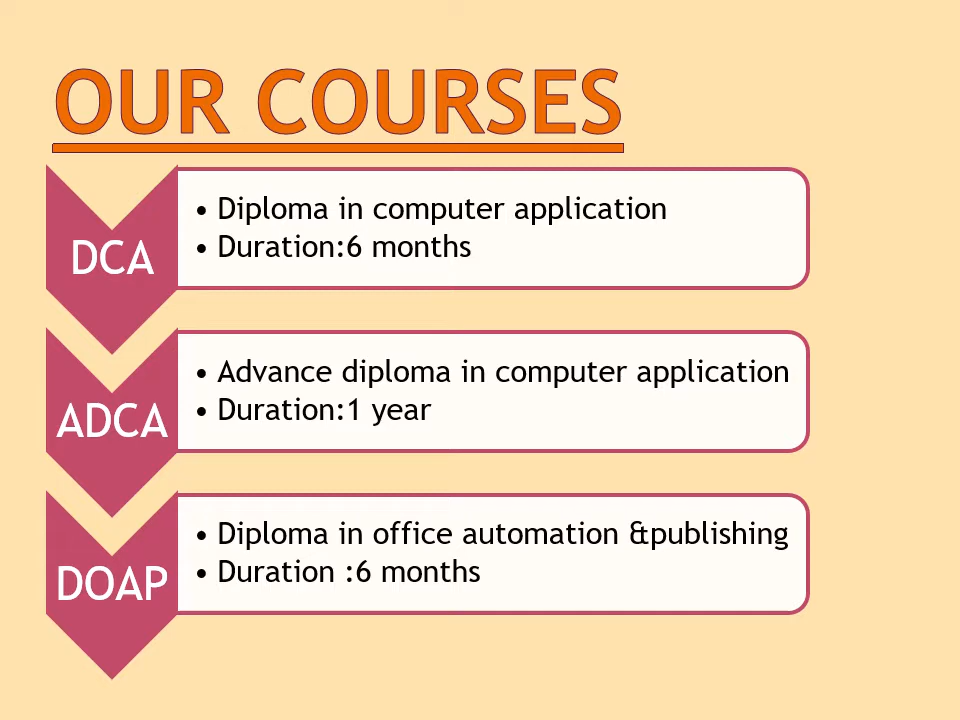 OUR COURSES
DCA
• Diploma in computer application
• Duration:6 months
ADCA
• Advance diploma in computer application
• Duration:1 year
DOAP
• Diploma in office automation &publishing
• Duration :6 months